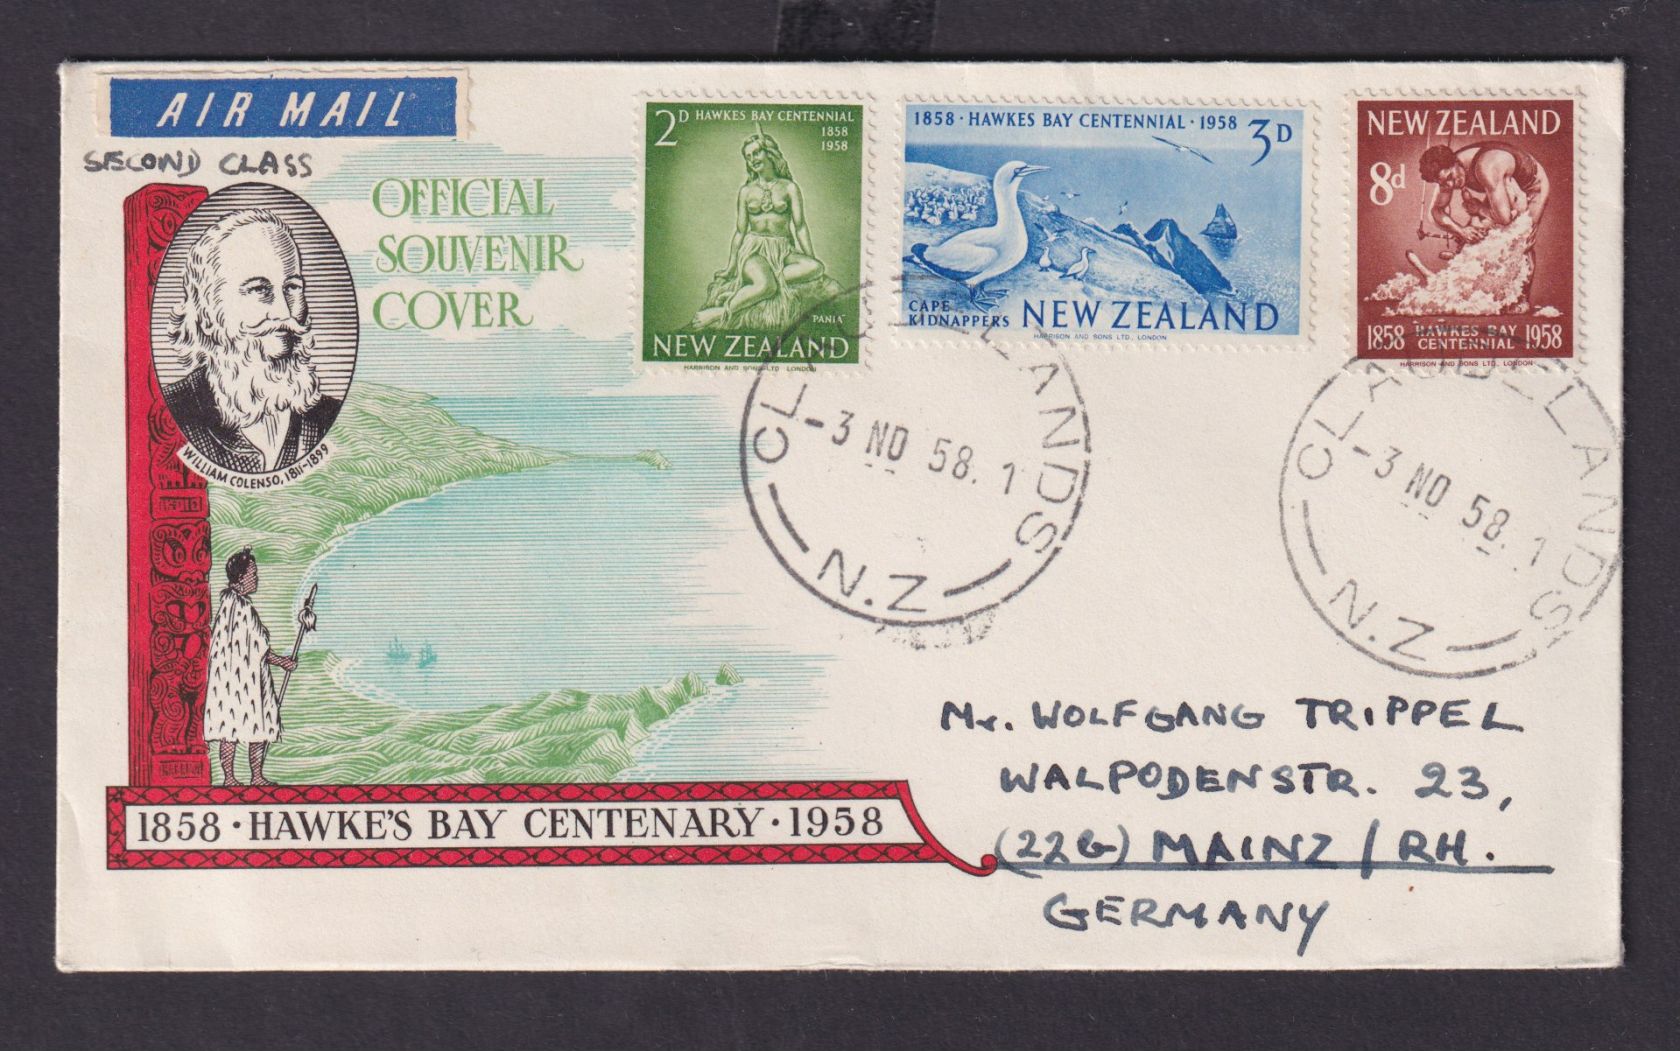 AIR MAIL
SECOND CLASS
OFFICIAL
SOUVENIR
COVER
WILLIAM COLENSO, 1811-1899
2D HAWKES BAY CENTENNIAL
1858
1958
"PANIA"
NEW ZEALAND
HARRISON AND SONS LTD. LONDON
1858 · HAWKES BAY CENTENNIAL · 1958
3D
CAPE
KIDNAPPERS
NEW ZEALAND
HARRISON AND SONS LTD. LONDON
NEW ZEALAND
8d
1858 HAWKES BAY CENTENNIAL 1958
HARRISON AND SONS LTD. LONDON
-3 NO 58.1
N.Z
-3 NO 58.1
N.Z
Mr. WOLFGANG TRIPPEL
WALPODENSTR. 23,
(22b) MAINZ / RH.
GERMANY
1858 · HAWKE'S BAY CENTENARY · 1958